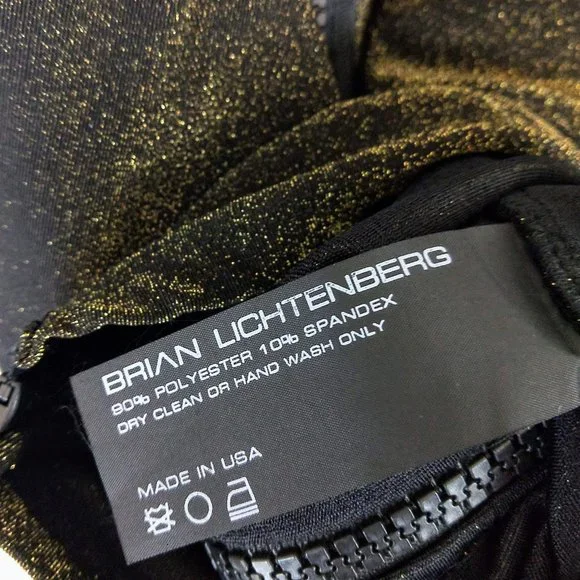 BRIAN LICHTENBERG
90% POLYESTER 10% SPANDEX
DRY CLEAN OR HAND WASH ONLY
MADE IN USA